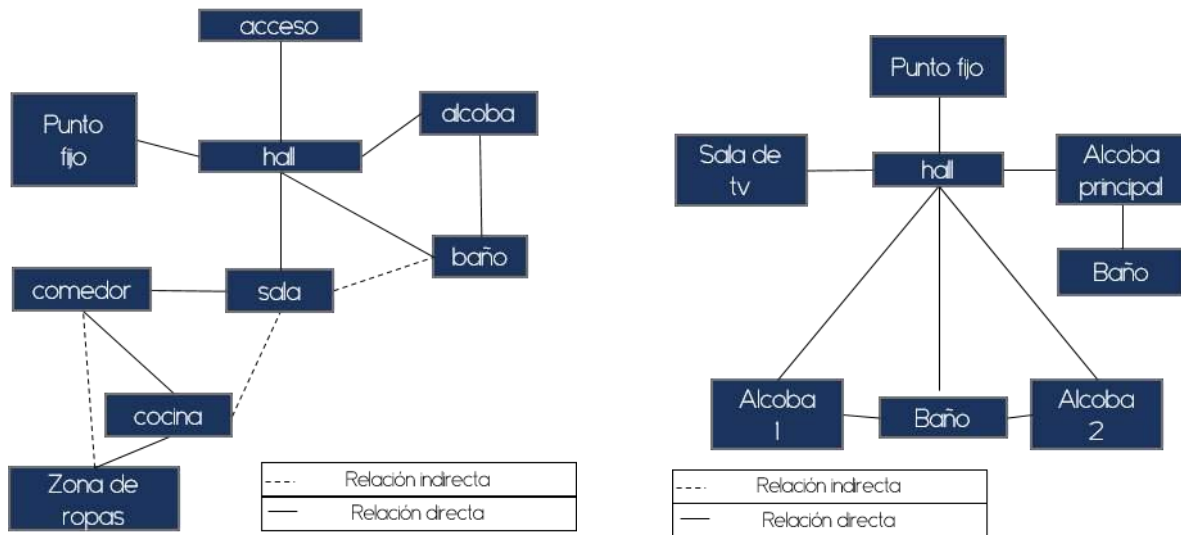 acceso
Punto
fijo
hall
alcoba
baño
comedor
sala
cocina
Zona de
ropas
Relación indirecta
Relación directa
Punto fijo
Sala de
tv
hall
Alcoba
principal
Baño
Alcoba
1
Baño
Alcoba
2
Relación indirecta
Relación directa